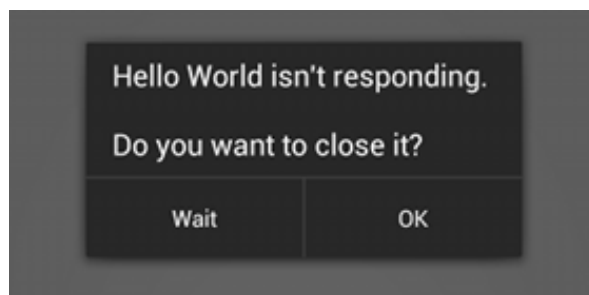 Hello World isn't responding.
Do you want to close it?
Wait
OK